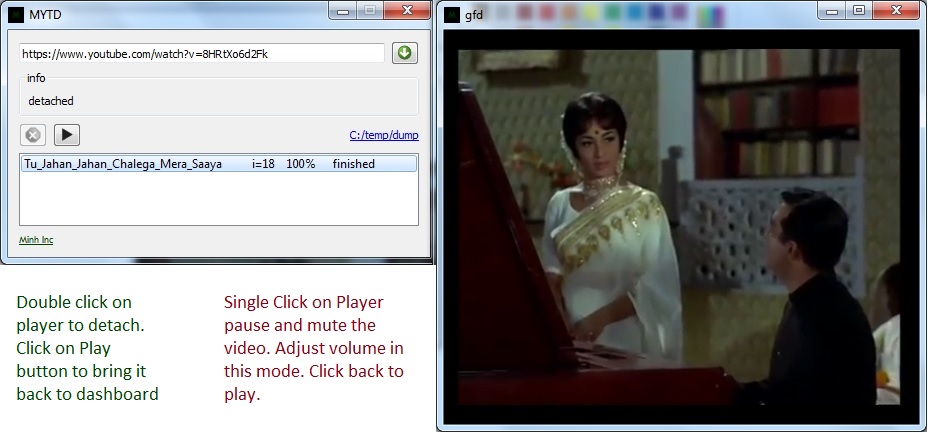 MYTD
https://www.youtube.com/watch?v=8HRtXo6d2Fk
info
detached
C:/temp/dump
Tu_Jahan_Jahan_Chalega_Mera_Saaya i=18 100% finished
Minh Inc
Double click on
player to detach.
Click on Play
button to bring it
back to dashboard
Single Click on Player
pause and mute the
video. Adjust volume in
this mode. Click back to
play.
gfd